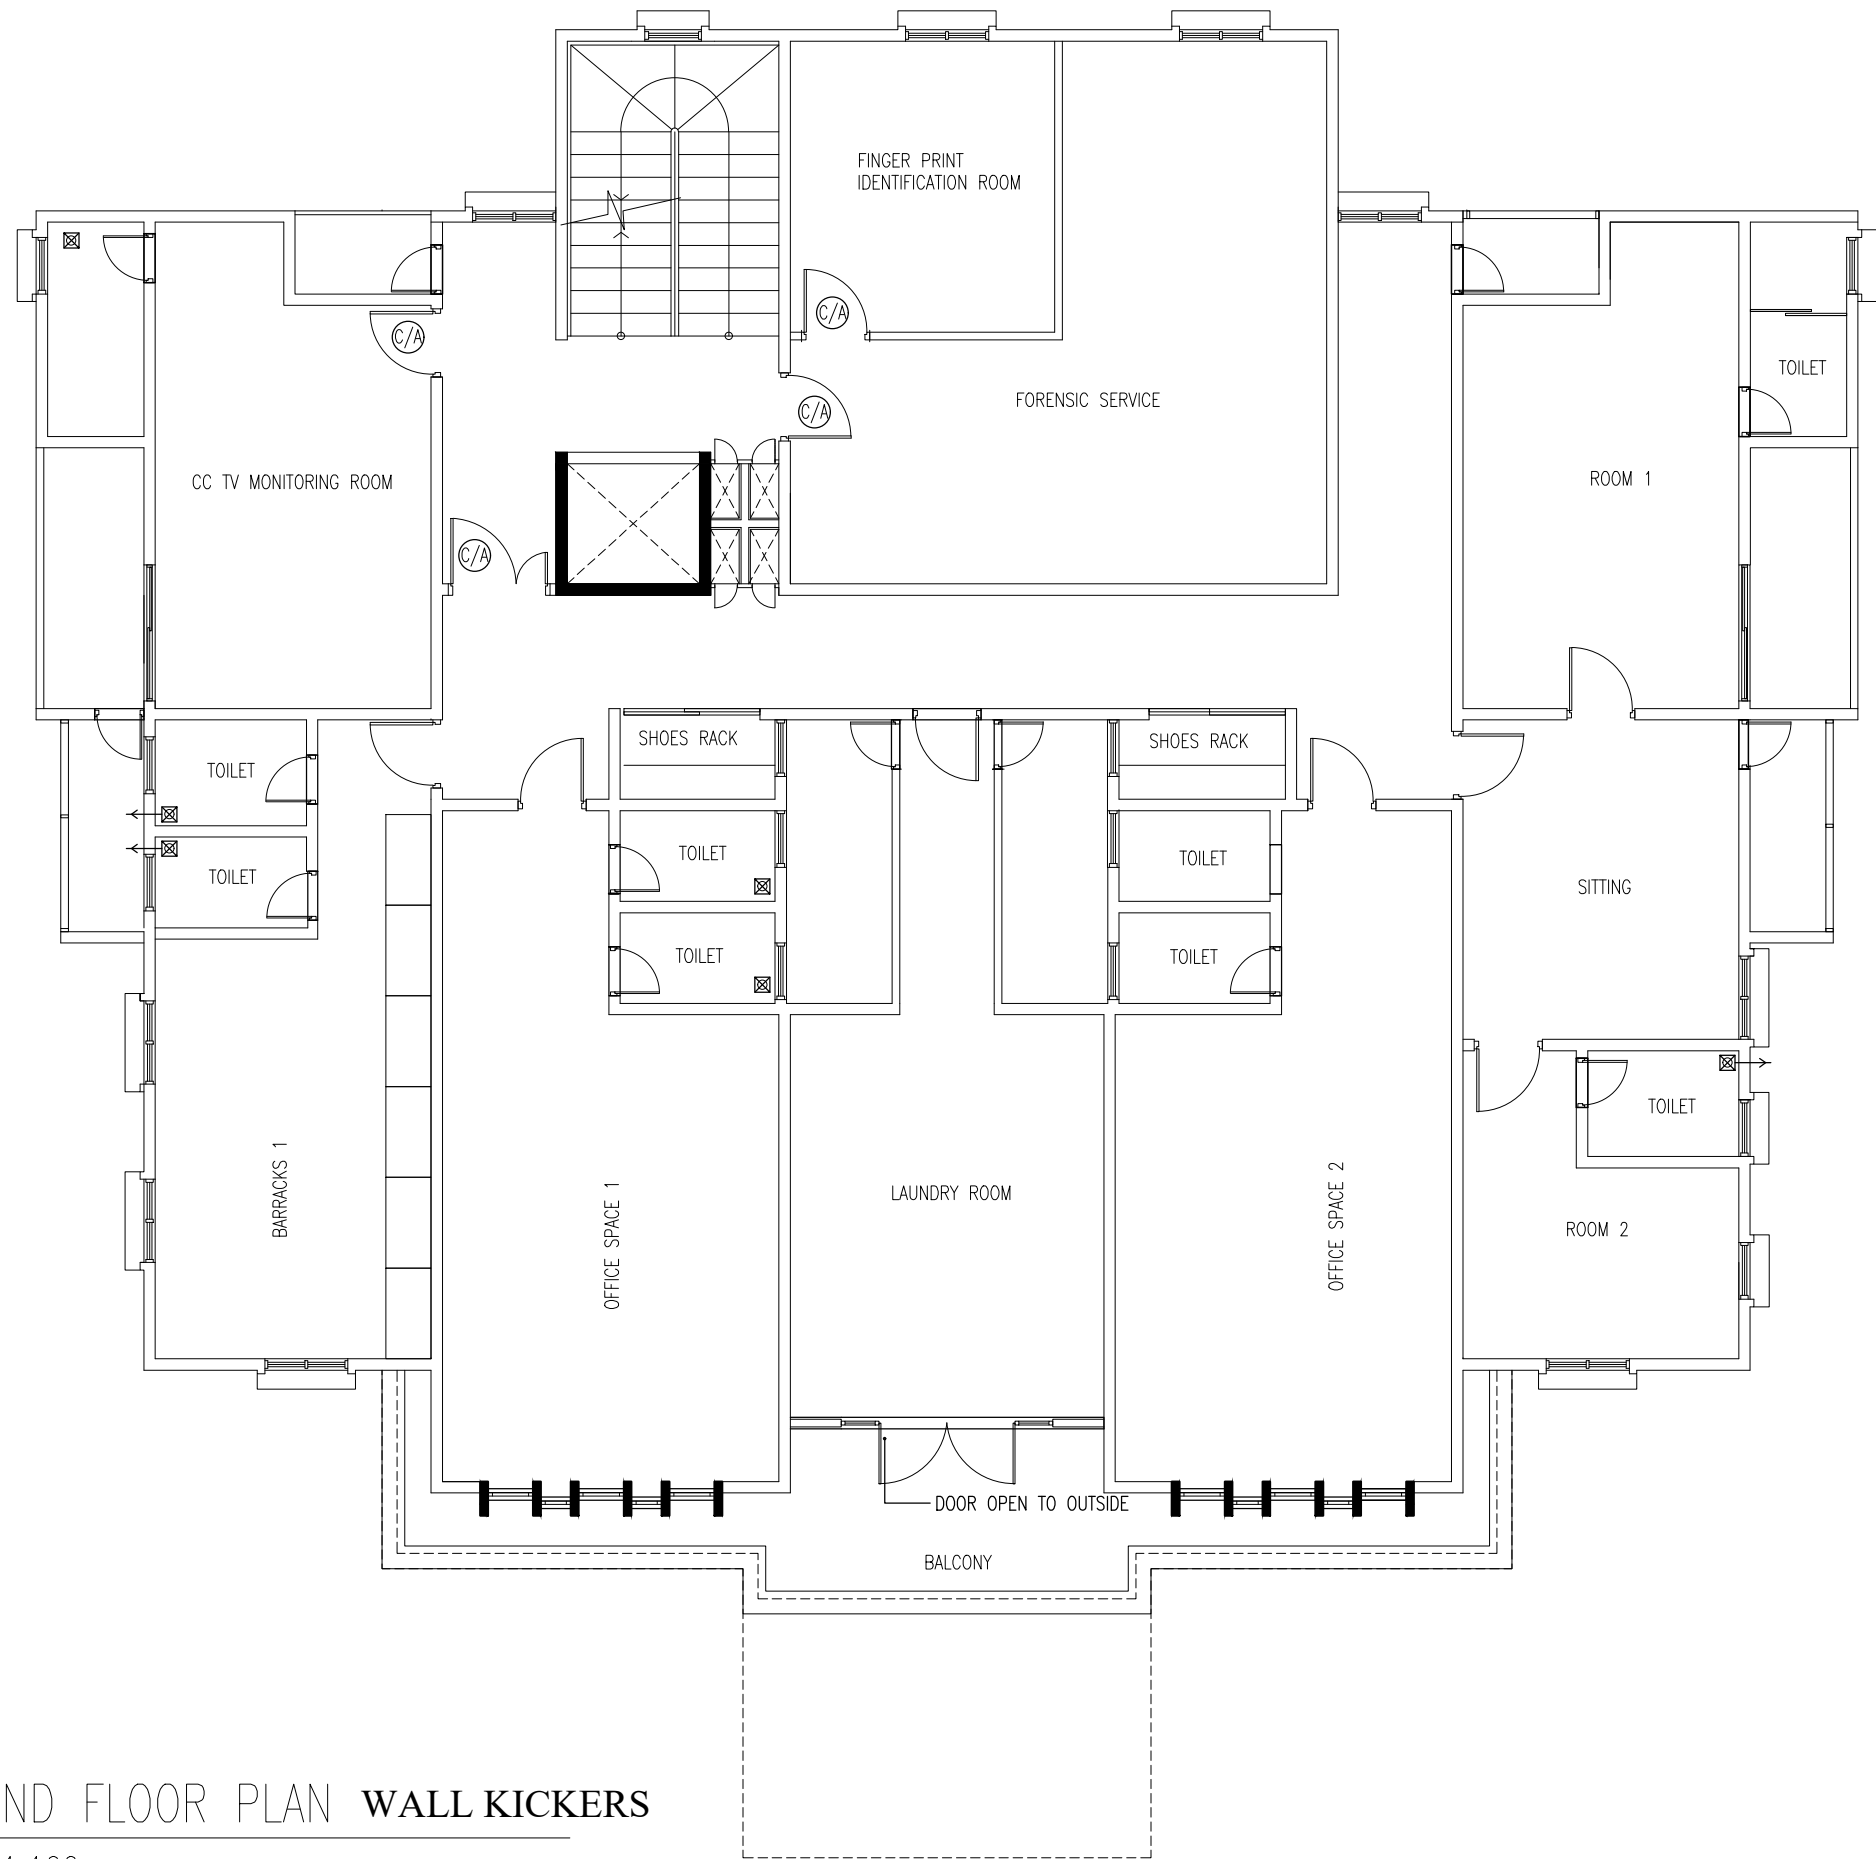 FINGER PRINT
IDENTIFICATION ROOM
C/A
C/A
TOILET
FORENSIC SERVICE
C/A
CC TV MONITORING ROOM
ROOM 1
C/A
SHOES RACK
SHOES RACK
TOILET
TOILET
TOILET
TOILET
SITTING
TOILET
TOILET
TOILET
BARRACKS 1
OFFICE SPACE 1
LAUNDRY ROOM
OFFICE SPACE 2
ROOM 2
DOOR OPEN TO OUTSIDE
BALCONY
ND FLOOR PLAN WALL KICKERS